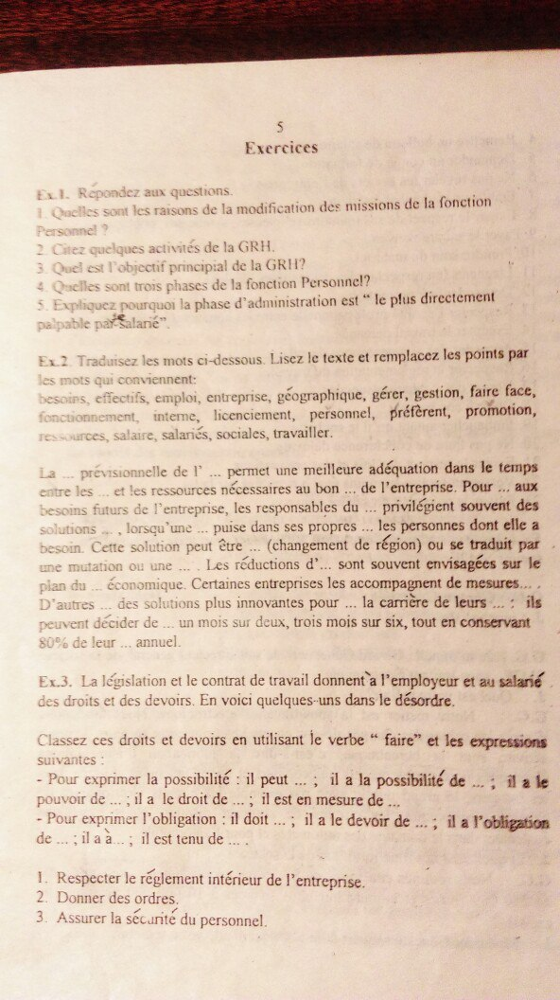 5
Exercices
Ex.1. Répondez aux questions.
1. Quelles sont les raisons de la modification des missions de la fonction
Personnel ?
2. Citez quelques activités de la GRH.
3. Quel est l'objectif principial de la GRH?
4. Quelles sont trois phases de la fonction Personnel?
5. Expliquez pourquoi la phase d'administration est “ le plus directement
palpable par salarié”.
Ex.2. Traduisez les mots ci-dessous. Lisez le texte et remplacez les points par
les mots qui conviennent:
besoins, effectifs, emploi, entreprise, géographique, gérer, gestion, faire face,
fonctionnement, interne, licenciement, personnel, préfèrent, promotion,
ressources, salaire, salariés, sociales, travailler.
La ... prévisionnelle de l' ... permet une meilleure adéquation dans le temps
entre les ... et les ressources nécessaires au bon ... de l'entreprise. Pour ... aux
besoins futurs de l'entreprise, les responsables du ... privilégient souvent des
solutions ... , lorsqu'une ... puise dans ses propres ... les personnes dont elle a
besoin. Cette solution peut être ... (changement de région) ou se traduit par
une mutation ou une ... . Les réductions d'... sont souvent envisagées sur le
plan du ... économique. Certaines entreprises les accompagnent de mesures... .
D'autres ... des solutions plus innovantes pour ... la carrière de leurs ... : ils
peuvent décider de ... un mois sur deux, trois mois sur six, tout en conservant
80% de leur ... annuel.
Ex.3. La législation et le contrat de travail donnent à l'employeur et au salarié
des droits et des devoirs. En voici quelques-uns dans le désordre.
Classez ces droits et devoirs en utilisant le verbe “ faire” et les expressions
suivantes :
- Pour exprimer la possibilité : il peut ... ; il a la possibilité de ... ; il a le
pouvoir de ... ; il a le droit de ... ; il est en mesure de ...
- Pour exprimer l'obligation : il doit ... ; il a le devoir de ... ; il a l'obligation
de ... ; il a à... ; il est tenu de ... .
1. Respecter le réglement intérieur de l'entreprise.
2. Donner des ordres.
3. Assurer la sécurité du personnel.